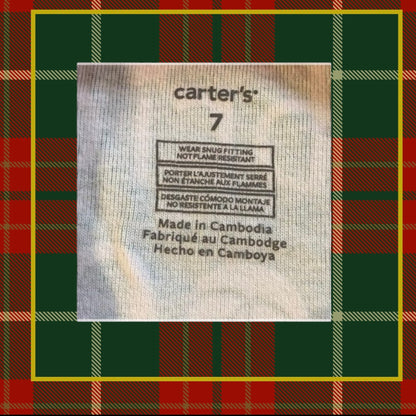 carter's
7
WEAR SNUG FITTING
NOT FLAME RESISTANT
PORTER L'AJUSTEMENT SERRÉ
NON ÉTANCHE AUX FLAMMES
DESGASTE CÓMODO MONTAJE
NO RESISTENTE A LA LLAMA
Made in Cambodia
Fabriqué au Cambodge
Hecho en Camboya